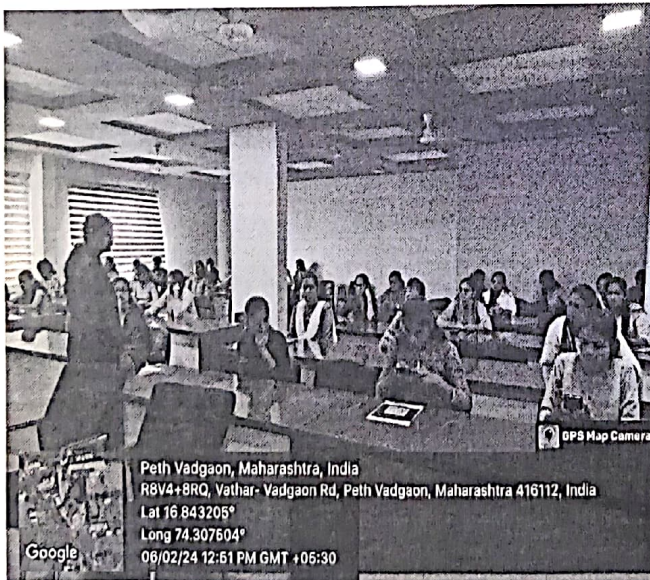 GPS Map Camera
Peth Vadgaon, Maharashtra, India
R8V4+8RQ, Vathar- Vadgaon Rd, Peth Vadgaon, Maharashtra 416112, India
Lat 16.843205°
Long 74.307604°
06/02/24 12:51 PM GMT +05:30
Google